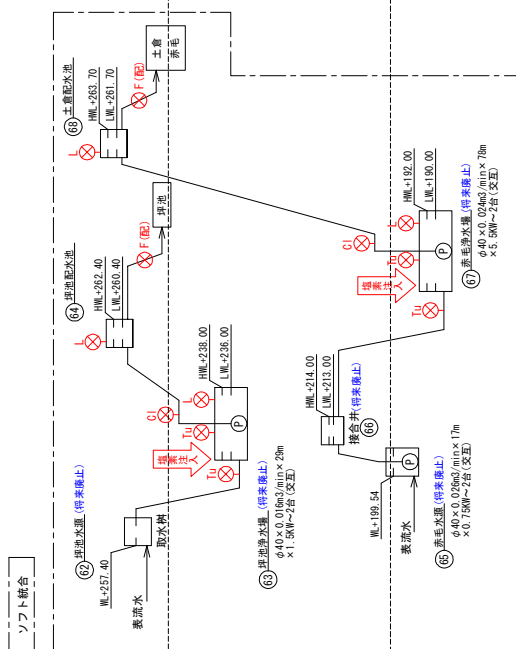 ソフト統合
62 坪池水源(将来廃止)
WL+257.40
表流水
取水桝
塩素注入
Tu
Tu
Cl
L
P
HWL+238.00
LWL+236.00
63 坪池浄水場(将来廃止)
φ40×0.016m3/min×29m
×1.5KW～2台(交互)
64 坪池配水池
L
HWL+262.40
LWL+260.40
F(配)
坪池
68 土倉配水池
L
HWL+263.70
LWL+261.70
F(配)
土倉
赤毛
65 赤毛水源(将来廃止)
φ40×0.026m3/min×17m
×0.75KW～2台(交互)
WL+199.54
表流水
P
HWL+214.00
LWL+213.00
接合井(将来廃止)
66
塩素注入
Tu
Tu
Cl
L
P
HWL+192.00
LWL+190.00
67 赤毛浄水場(将来廃止)
φ40×0.024m3/min×78m
×5.5KW～2台(交互)